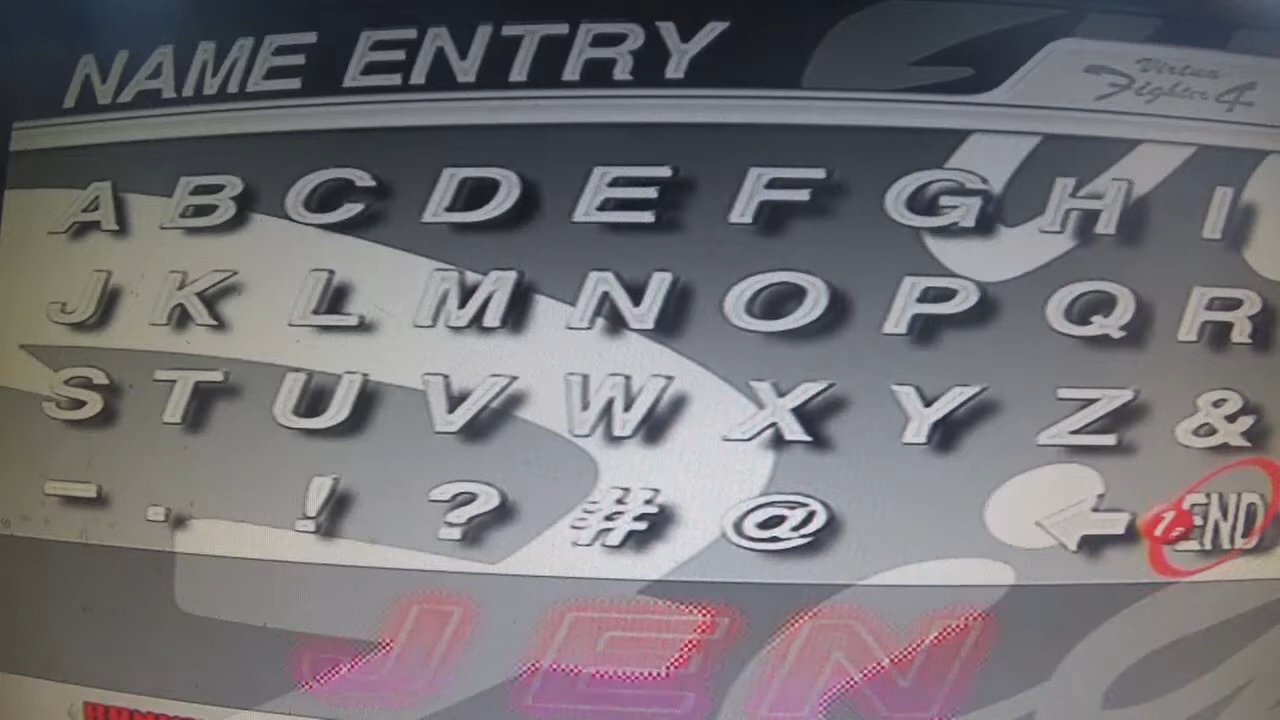 NAME ENTRY
Virtua
Fighter 4
A B C D E F G H I
J K L M N O P Q R
S T U V W X Y Z &
- . ! ? # @ ← END
JEN